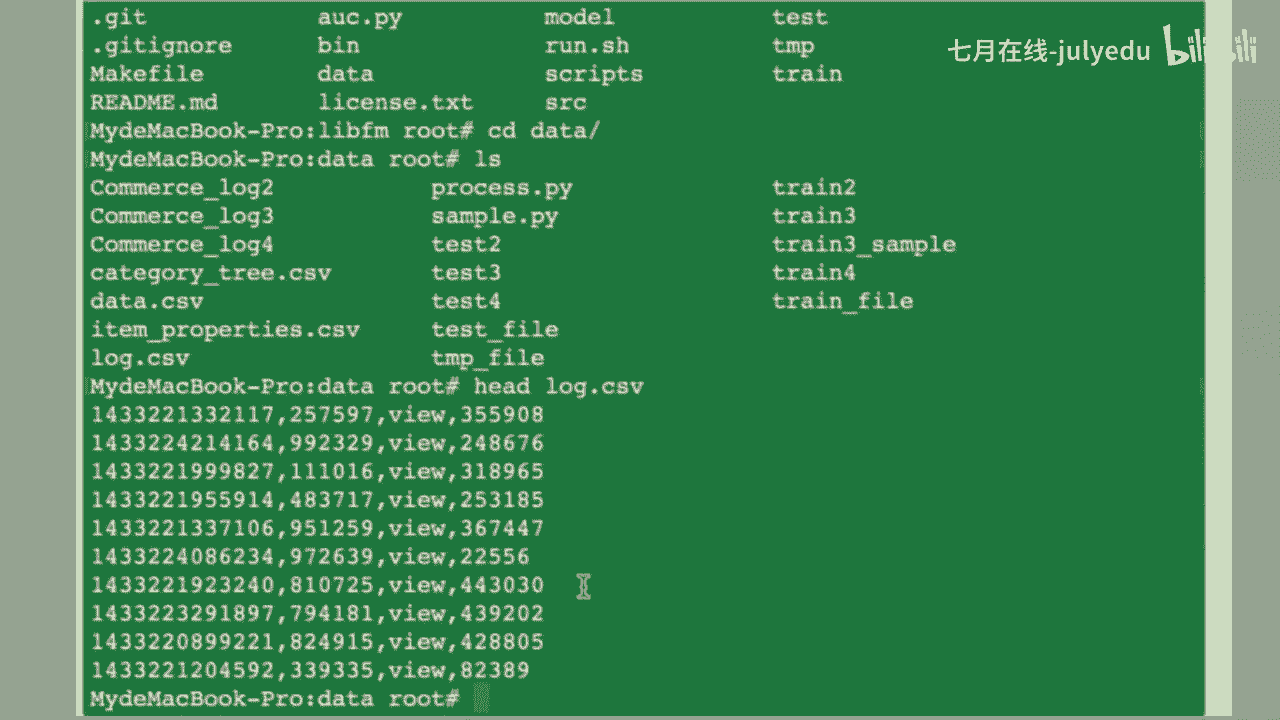 .git auc.py model test
.gitignore bin run.sh tmp
Makefile data scripts train
README.md license.txt src
MydeMacBook-Pro:libfm root# cd data/
MydeMacBook-Pro:data root# ls
Commerce_log2 process.py train2
Commerce_log3 sample.py train3
Commerce_log4 test2 train3_sample
category_tree.csv test3 train4
data.csv test4 train_file
item_properties.csv test_file
log.csv tmp_file
MydeMacBook-Pro:data root# head log.csv
1433221332117,257597,view,355908
1433224214164,992329,view,248676
1433221999827,111016,view,318965
1433221955914,483717,view,253185
1433221337106,951259,view,367447
1433224086234,972639,view,22556
1433221923240,810725,view,443030
1433223291897,794181,view,439202
1433220899221,824915,view,428805
1433221204592,339335,view,82389
MydeMacBook-Pro:data root#
七月在线-julyedu bilibili